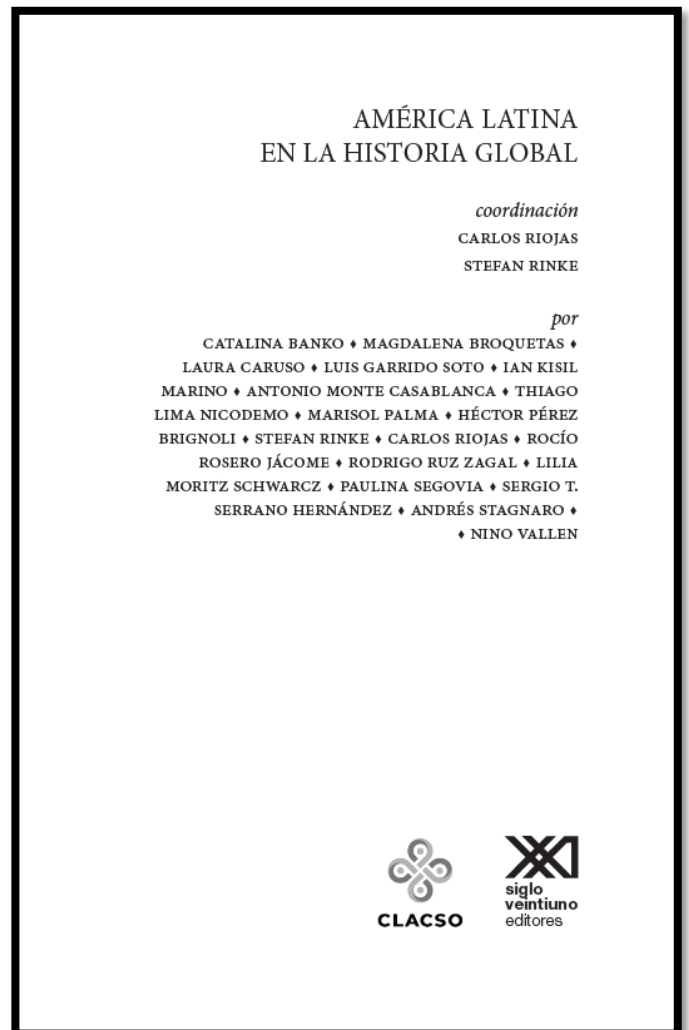 AMÉRICA LATINA
EN LA HISTORIA GLOBAL
coordinación
CARLOS RIOJAS
STEFAN RINKE
por
CATALINA BANKO ♦ MAGDALENA BROQUETAS ♦
LAURA CARUSO ♦ LUIS GARRIDO SOTO ♦ IAN KISIL
MARINO ♦ ANTONIO MONTE CASABLANCA ♦ THIAGO
LIMA NICODEMO ♦ MARISOL PALMA ♦ HÉCTOR PÉREZ
BRIGNOLI ♦ STEFAN RINKE ♦ CARLOS RIOJAS ♦ ROCÍO
ROSERO JÁCOME ♦ RODRIGO RUZ ZAGAL ♦ LILIA
MORITZ SCHWARCZ ♦ PAULINA SEGOVIA ♦ SERGIO T.
SERRANO HERNÁNDEZ ♦ ANDRÉS STAGNARO ♦
♦ NINO VALLEN
CLACSO
XXI
siglo
veintiuno
editores